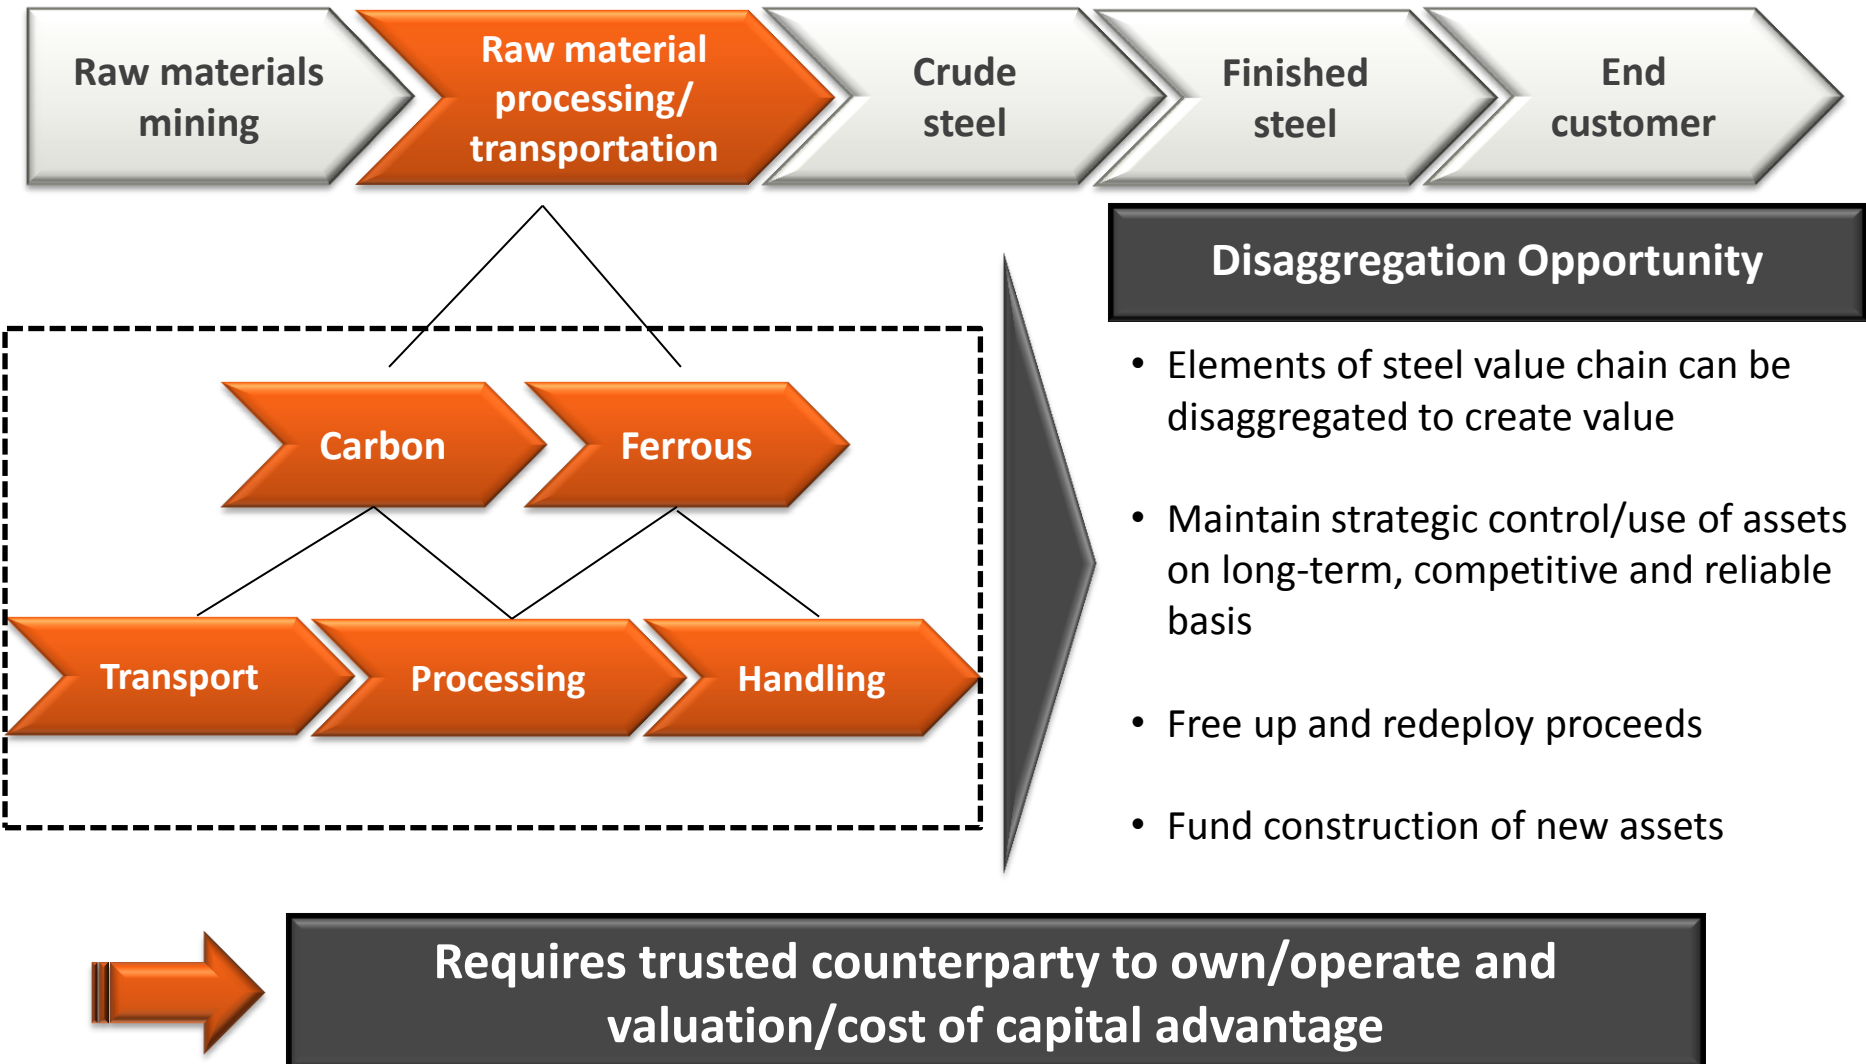 Raw materials
mining
Raw material
processing/
transportation
Crude
steel
Finished
steel
End
customer
Carbon
Ferrous
Transport
Processing
Handling
Disaggregation Opportunity
• Elements of steel value chain can be
disaggregated to create value
• Maintain strategic control/use of assets
on long-term, competitive and reliable
basis
• Free up and redeploy proceeds
• Fund construction of new assets
Requires trusted counterparty to own/operate and
valuation/cost of capital advantage